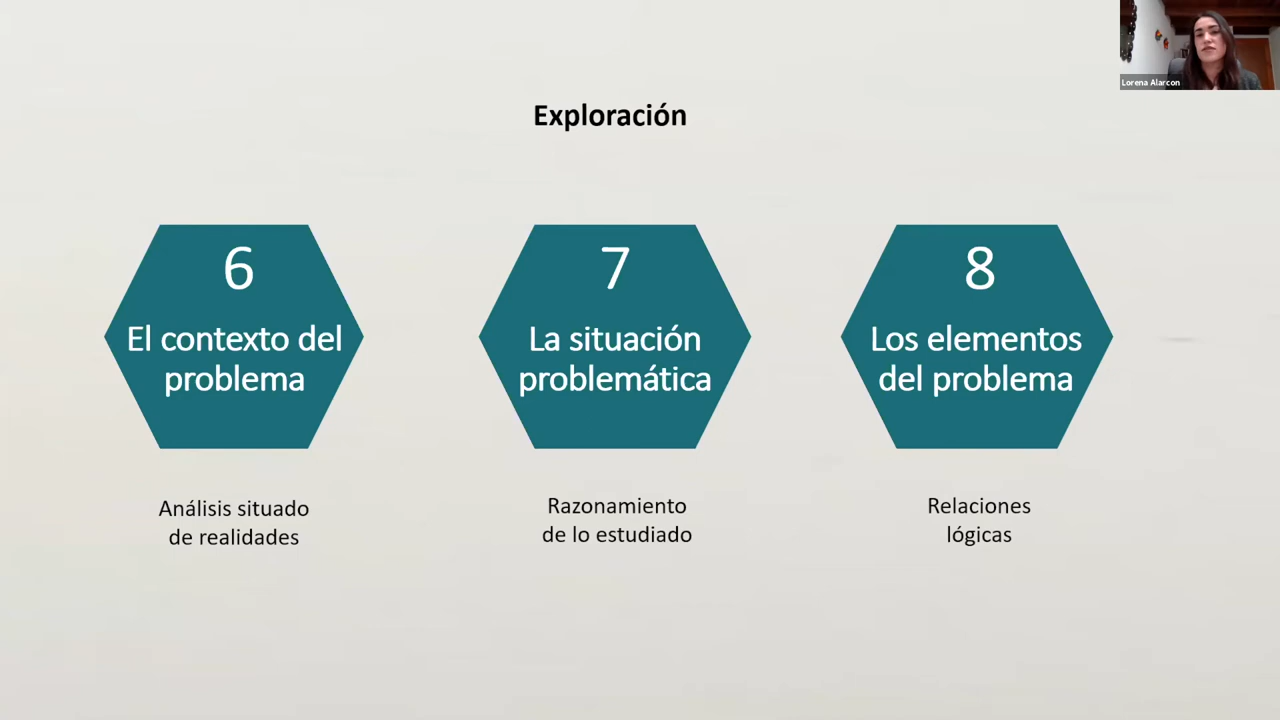 Lorena Alarcon
Exploración
6
El contexto del
problema
7
La situación
problemática
8
Los elementos
del problema
Análisis situado
de realidades
Razonamiento
de lo estudiado
Relaciones
lógicas